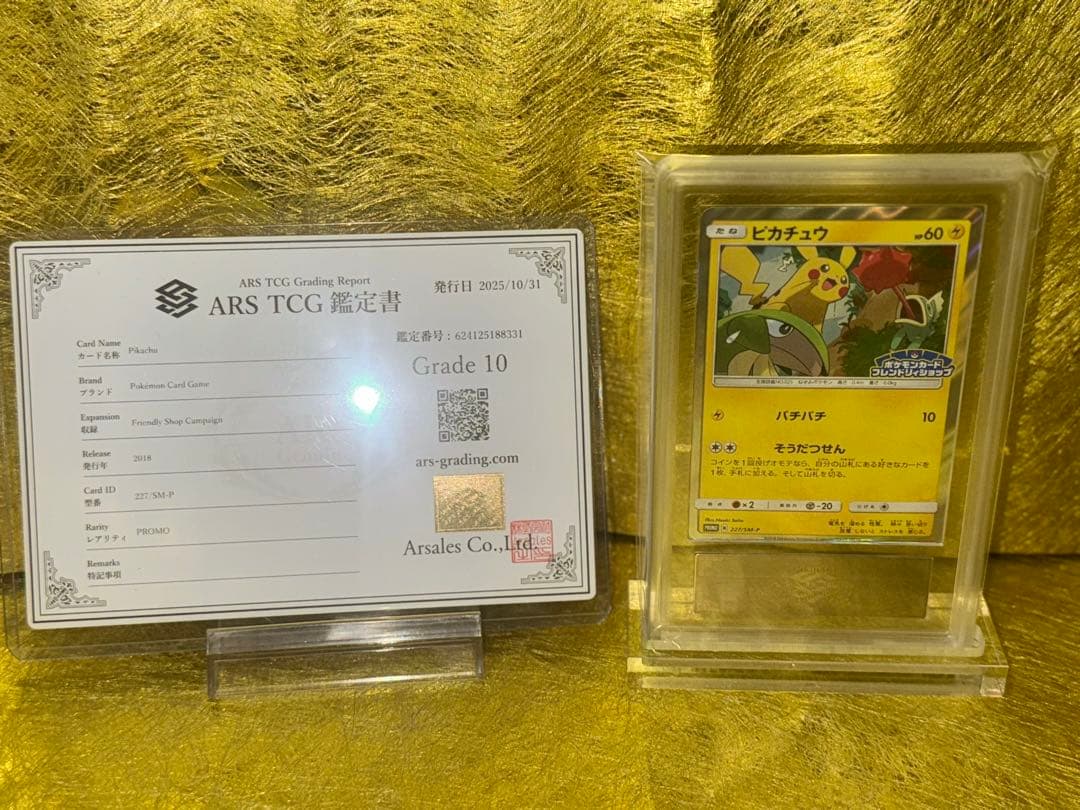 ARS TCG Grading Report
ARS TCG 鑑定書
発行日 2025/10/31
鑑定番号：624125188331
Grade 10
ars-grading.com
Arsales Co.,Ltd.
Card Name
カード名称 Pikachu
Brand
ブランド Pokémon Card Game
Expansion
収録 Friendly Shop Campaign
Release
発行年 2018
Card ID
型番 227/SM-P
Rarity
レアリティ PROMO
Remarks
特記事項
たね ピカチュウ HP60
ポケモンカード
フレンドリィショップ
パチパチ 10
そうだつせん
コインを1回投げオモテなら、自分の山札にある好きなカードを
1枚、手札に加える。そして山札を切る。
×2 -20
PROMO 227/SM-P